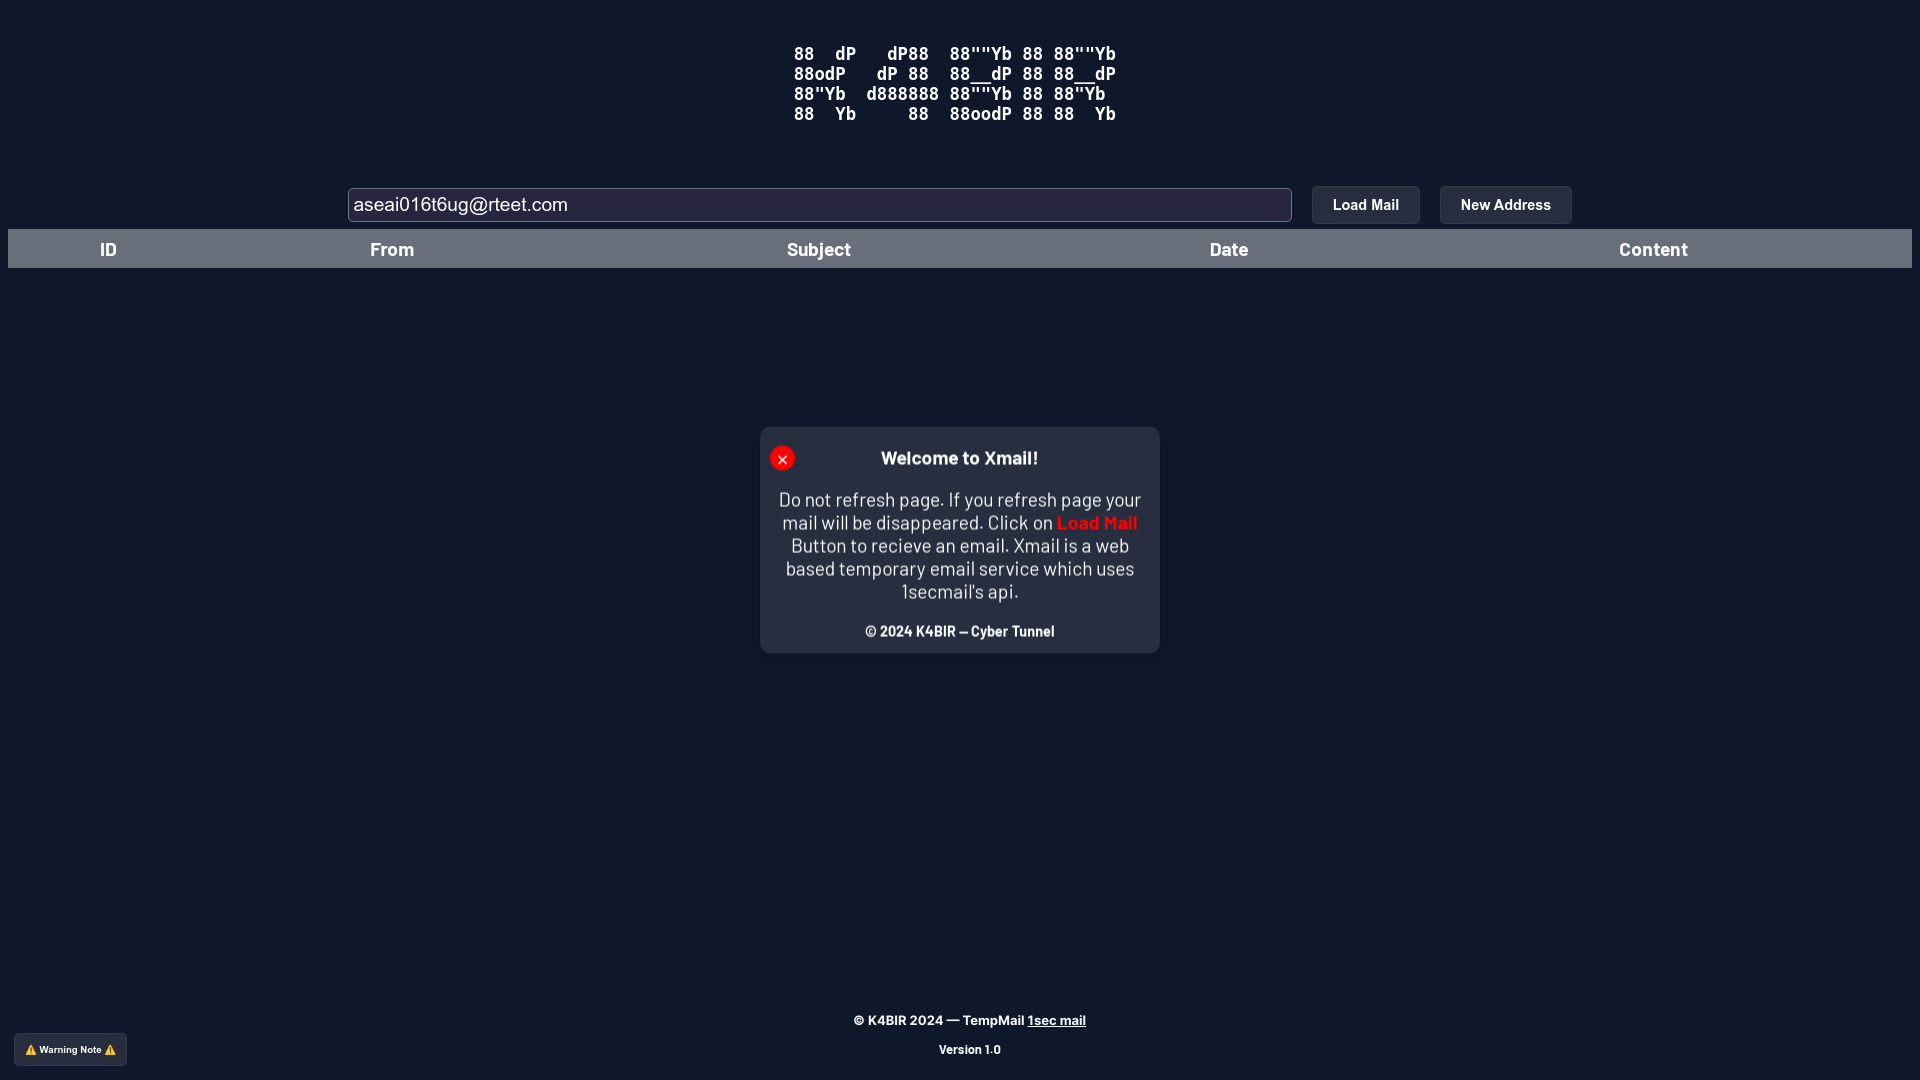 88  dP   dP88  88""Yb 88 88""Yb
88odP   dP 88  88__dP 88 88__dP
88"Yb  d888888 88""Yb 88 88"Yb
88  Yb     88  88oodP 88 88  Yb
aseai016t6ug@rteet.com Load Mail New Address
ID From Subject Date Content
× Welcome to Xmail!
Do not refresh page. If you refresh page your
mail will be disappeared. Click on Load Mail
Button to recieve an email. Xmail is a web
based temporary email service which uses
1secmail's api.
© 2024 K4BIR – Cyber Tunnel
© K4BIR 2024 — TempMail 1sec mail
⚠️ Warning Note ⚠️
Version 1.0